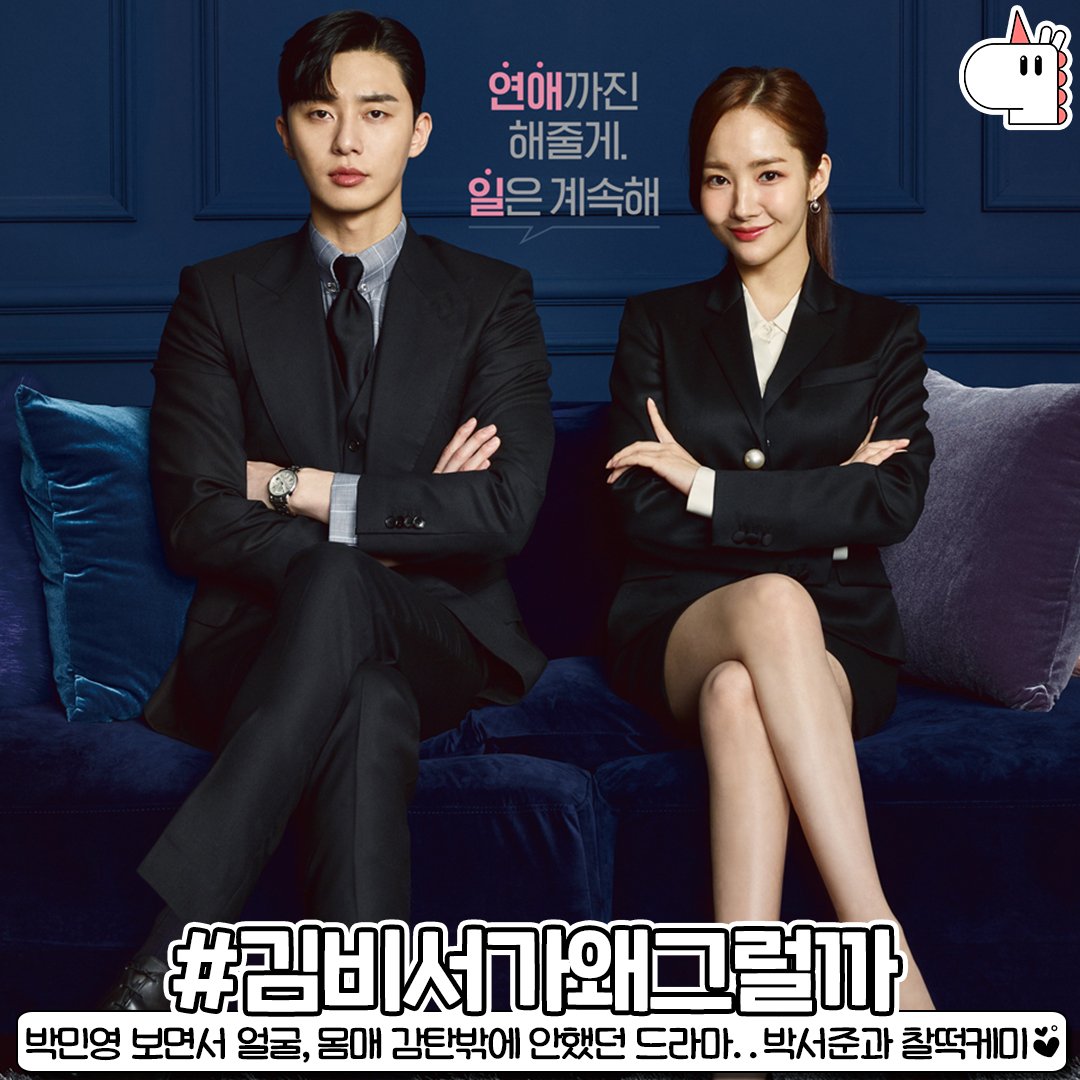 연애까진
해줄게.
일은 계속해
#김비서가왜그럴까
박민영 보면서 얼굴, 몸매 감탄밖에 안했던 드라마..박서준과 찰떡케미